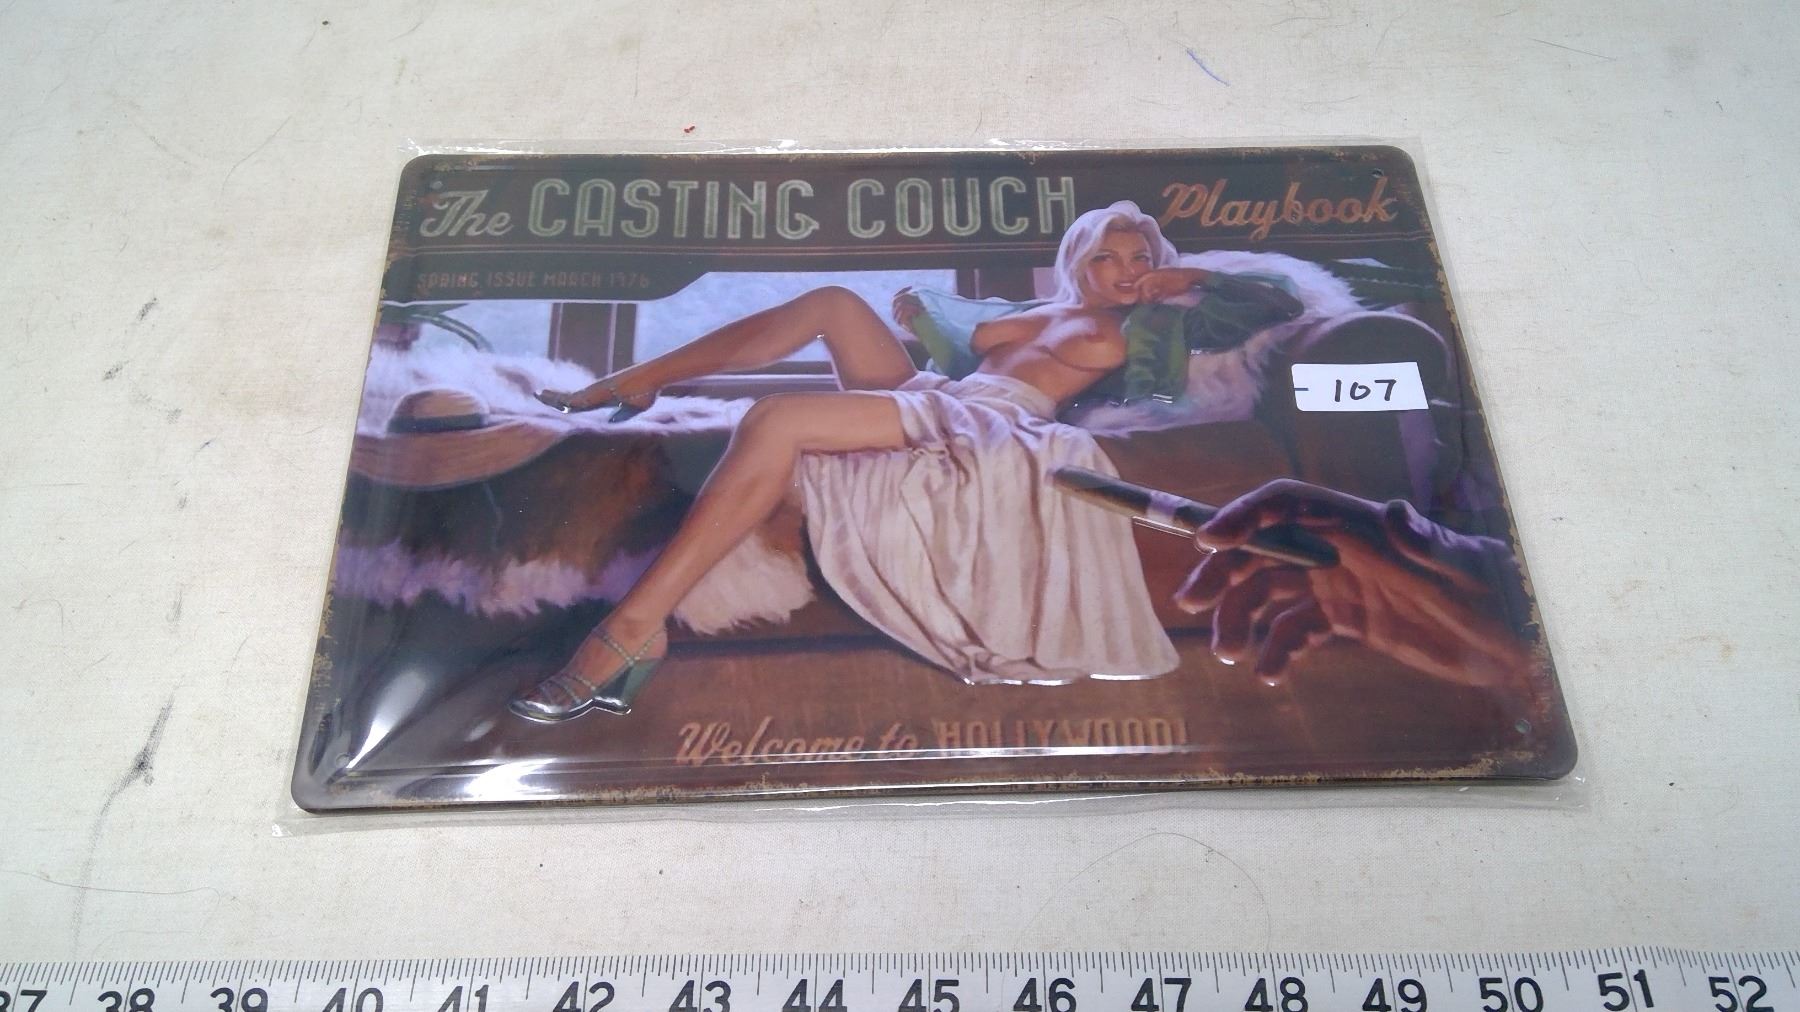 The CASTING COUCH Playbook
SPRING ISSUE MARCH 1976
- 107
Welcome to HOLLYWOOD!
37 38 39 40 41 42 43 44 45 46 47 48 49 50 51 52